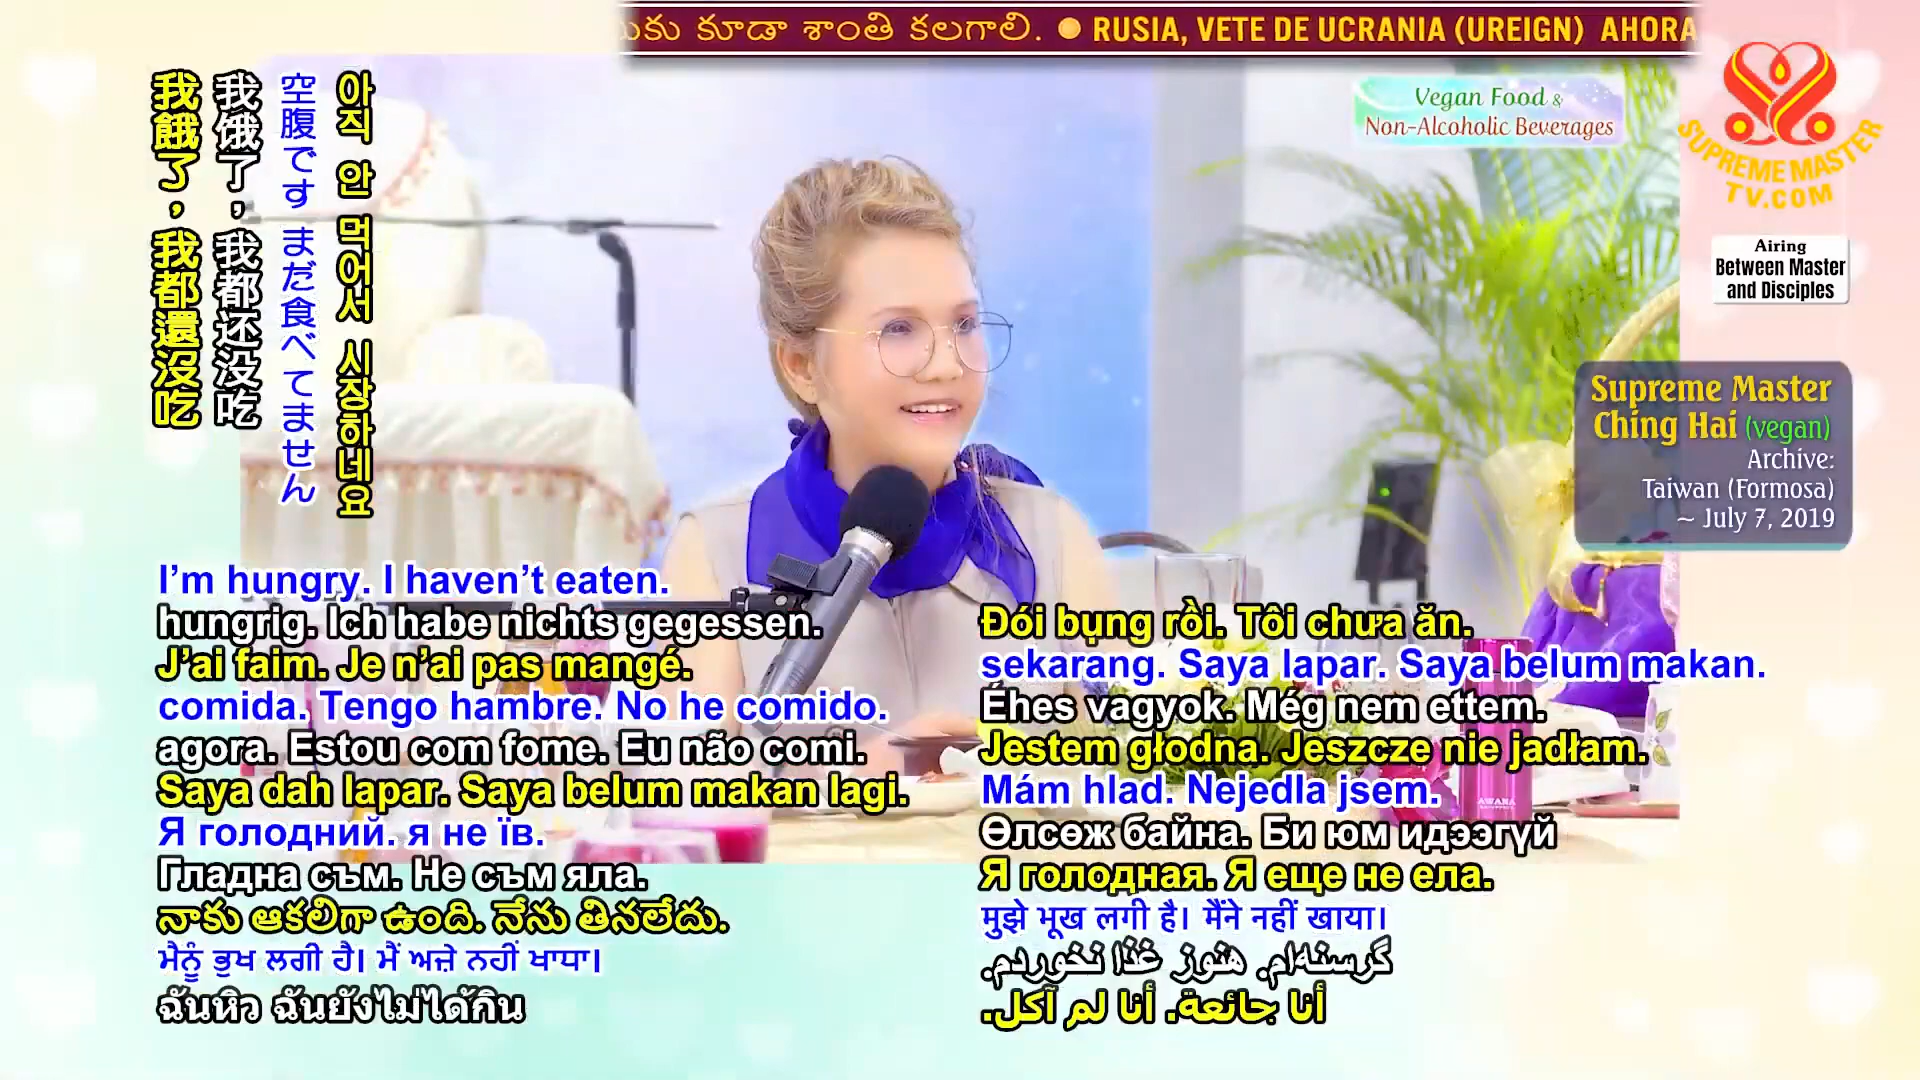 కు కూడా శాంతి కలగాలి. ● RUSIA, VETE DE UCRANIA (UREIGN) AHORA
Vegan Food &
Non-Alcoholic Beverages
SUPREME MASTER
TV.COM
Airing
Between Master
and Disciples
Supreme Master
Ching Hai (vegan)
Archive:
Taiwan (Formosa)
~ July 7, 2019
我餓了，我都還沒吃
我饿了，我都还没吃
空腹です まだ食べてません
아직 안 먹어서 시장하네요
I'm hungry. I haven't eaten.
hungrig. Ich habe nichts gegessen.
J'ai faim. Je n'ai pas mangé.
comida. Tengo hambre. No he comido.
agora. Estou com fome. Eu não comi.
Saya dah lapar. Saya belum makan lagi.
Я голодний. я не їв.
Гладна съм. Не съм яла.
నాకు ఆకలిగా ఉంది. నేను తినలేదు.
ਮੈਨੂੰ ਭੁਖ ਲਗੀ ਹੈ। ਮੈਂ ਅਜ਼ੇ ਨਹੀਂ ਖਾਧਾ।
ฉันหิว ฉันยังไม่ได้กิน
Đói bụng rồi. Tôi chưa ăn.
sekarang. Saya lapar. Saya belum makan.
Éhes vagyok. Még nem ettem.
Jestem głodna. Jeszcze nie jadłam.
Mám hlad. Nejedla jsem.
Өлсөж байна. Би юм идээгүй
Я голодная. Я еще не ела.
मुझे भूख लगी है। मैंने नहीं खाया।
گرسنه‌ام. هنوز غذا نخوردم.
أنا جائعة. أنا لم آكل.
AWANA